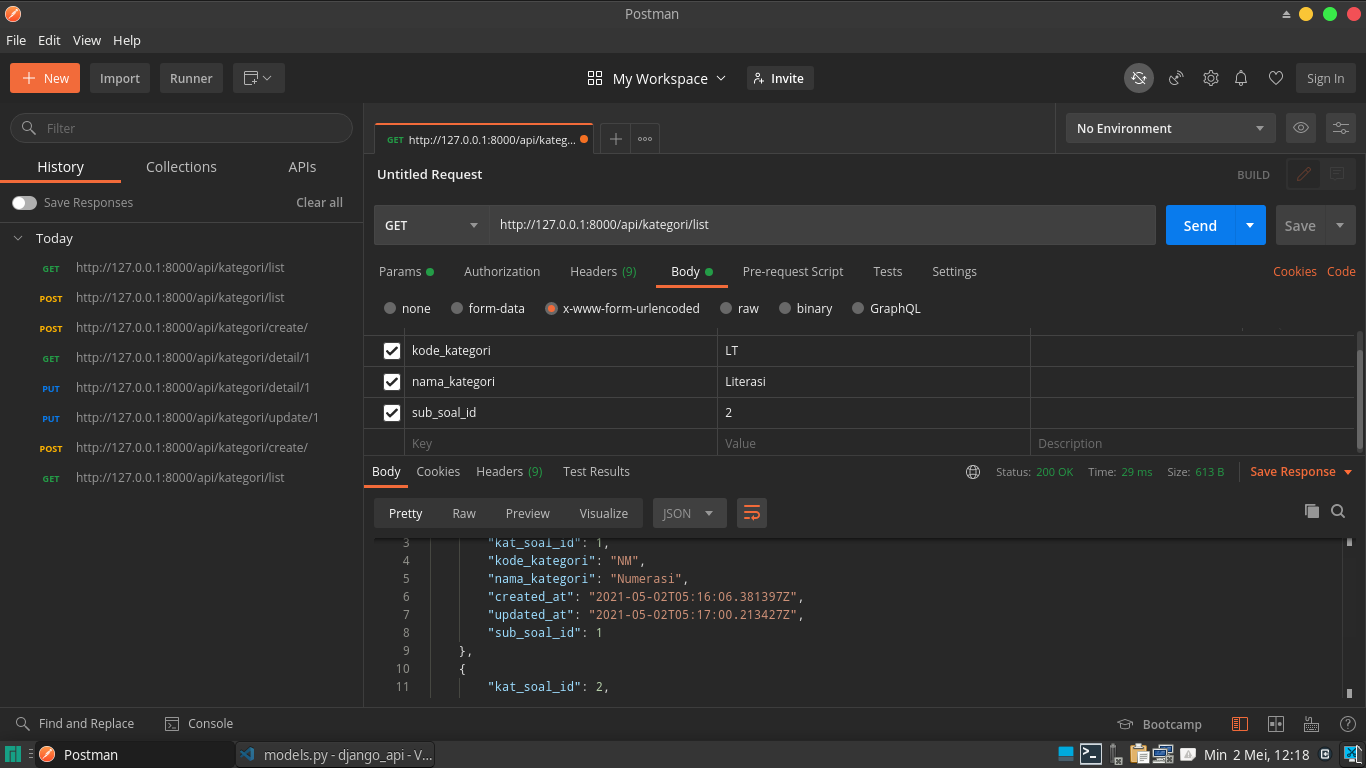 Postman
File Edit View Help
New Import Runner My Workspace Invite Sign In
Filter
History Collections APIs
Save Responses Clear all
Today
GET http://127.0.0.1:8000/api/kategori/list
POST http://127.0.0.1:8000/api/kategori/list
POST http://127.0.0.1:8000/api/kategori/create/
GET http://127.0.0.1:8000/api/kategori/detail/1
PUT http://127.0.0.1:8000/api/kategori/detail/1
PUT http://127.0.0.1:8000/api/kategori/update/1
POST http://127.0.0.1:8000/api/kategori/create/
GET http://127.0.0.1:8000/api/kategori/list
GET http://127.0.0.1:8000/api/kateg...
No Environment
Untitled Request BUILD
GET http://127.0.0.1:8000/api/kategori/list Send Save
Params Authorization Headers (9) Body Pre-request Script Tests Settings Cookies Code
none form-data x-www-form-urlencoded raw binary GraphQL
kode_kategori LT
nama_kategori Literasi
sub_soal_id 2
Key Value Description
Body Cookies Headers (9) Test Results Status: 200 OK Time: 29 ms Size: 613 B Save Response
Pretty Raw Preview Visualize JSON
3 "kat_soal_id": 1,
4 "kode_kategori": "NM",
5 "nama_kategori": "Numerasi",
6 "created_at": "2021-05-02T05:16:06.381397Z",
7 "updated_at": "2021-05-02T05:17:00.213427Z",
8 "sub_soal_id": 1
9 },
10 {
11 "kat_soal_id": 2,
Find and Replace Console Bootcamp
Postman models.py - django_api - V... Min 2 Mei, 12:18